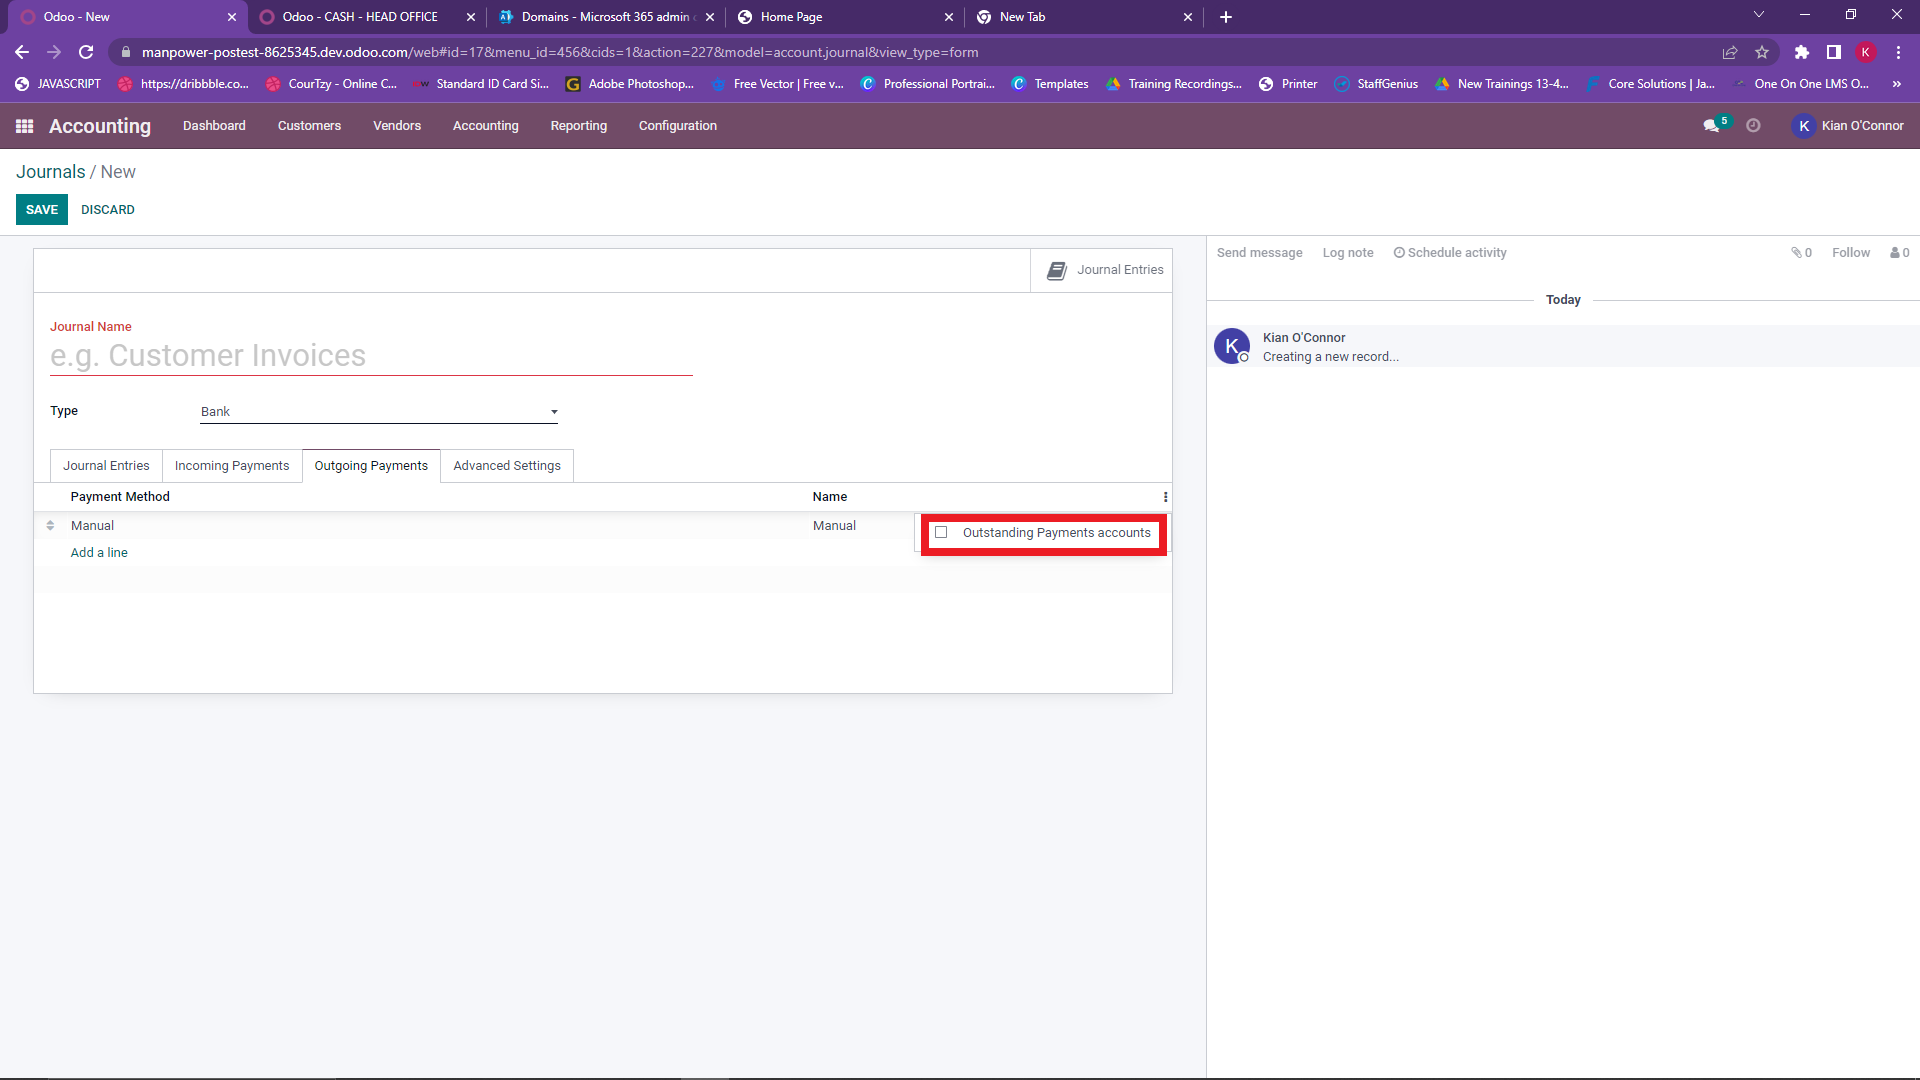 Odoo - New
Odoo - CASH - HEAD OFFICE
Domains - Microsoft 365 admin
Home Page
New Tab
manpower-postest-8625345.dev.odoo.com/web#id=17&menu_id=456&cids=1&action=227&model=account.journal&view_type=form
K
JAVASCRIPT
https://dribbble.co...
CourTzy - Online C...
Standard ID Card Si...
Adobe Photoshop...
Free Vector | Free v...
Professional Portrai...
Templates
Training Recordings...
Printer
StaffGenius
New Trainings 13-4...
Core Solutions | Ja...
One On One LMS O...
»
Accounting
Dashboard
Customers
Vendors
Accounting
Reporting
Configuration
5
K
Kian O'Connor
Journals / New
SAVE
DISCARD
Journal Entries
Journal Name
e.g. Customer Invoices
Type
Bank
Journal Entries
Incoming Payments
Outgoing Payments
Advanced Settings
Payment Method
Name
Manual
Manual
Outstanding Payments accounts
Add a line
Send message
Log note
Schedule activity
0
Follow
0
Today
K
Kian O'Connor
Creating a new record...